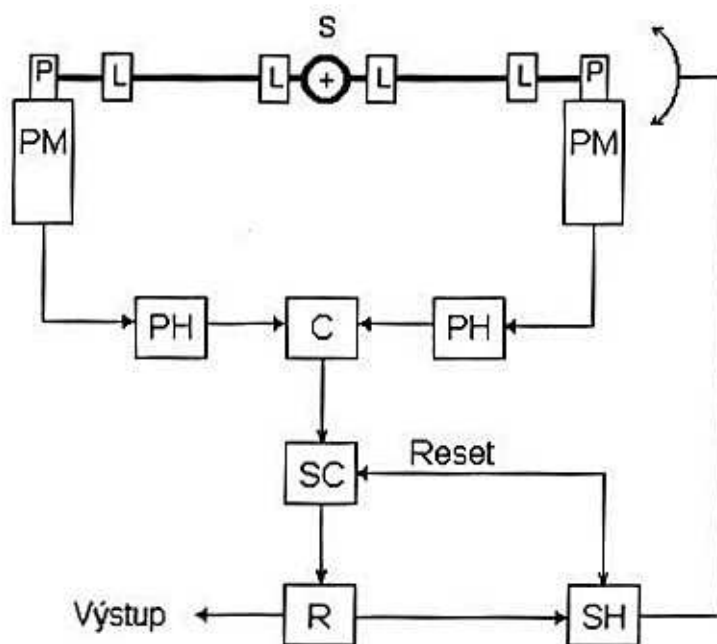 S
P L L + L L P
PM PM
PH C PH
Reset
SC
Výstup R SH